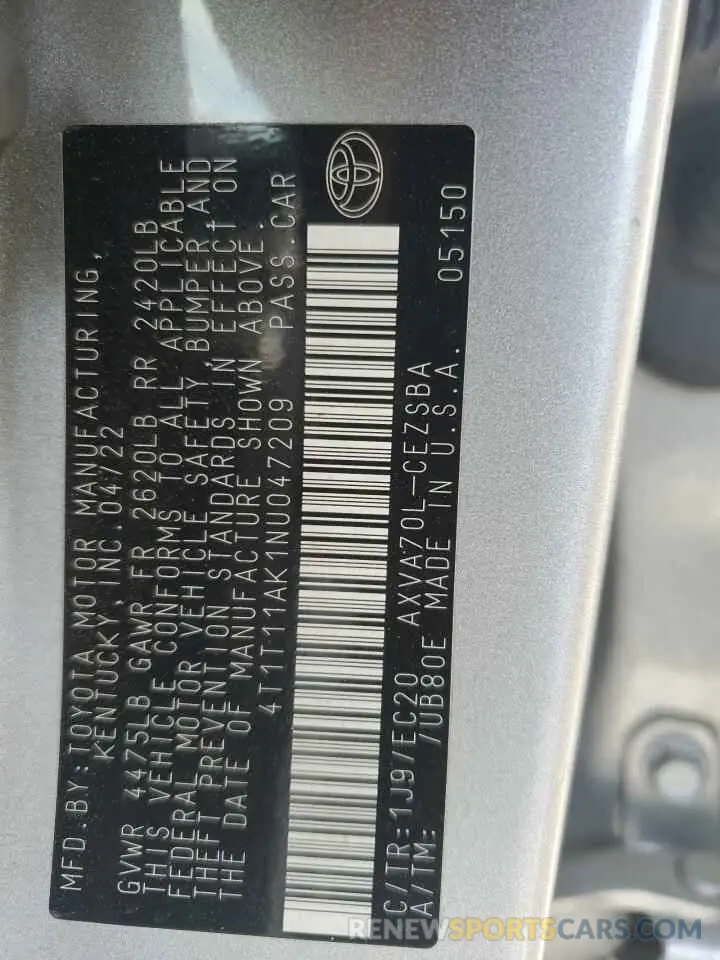 MFD.BY:TOYOTA MOTOR MANUFACTURING,
KENTUCKY, INC.04/22
GVWR 4475LB GAWR FR 2620LB RR 2420LB
THIS VEHICLE CONFORMS TO ALL APPLICABLE
FEDERAL MOTOR VEHICLE SAFETY, BUMPER, AND
THEFT PREVENTION STANDARDS IN EFFECT ON
THE DATE OF MANUFACTURE SHOWN ABOVE.
4T1T11AK1NU047209 PASS.CAR
C/TR:1J9/EC20 AXVA70L-CEZSBA 05150
A/TM: /UB80E MADE IN U.S.A.
RENEWSPORTSCARS.COM